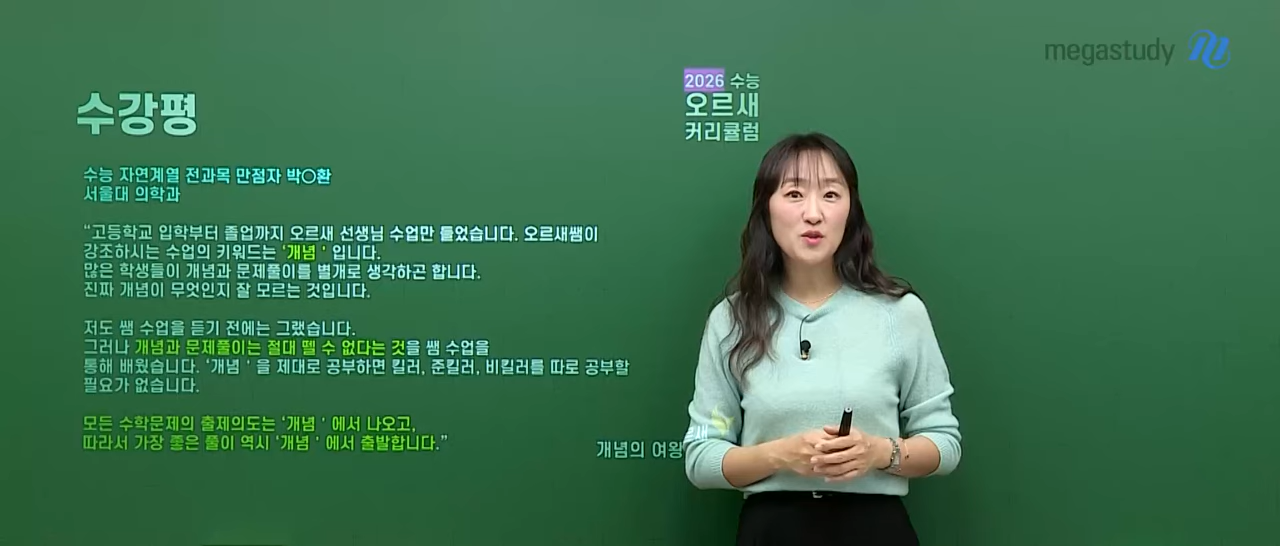 megastudy
수강평
2026 수능
오르새
커리큘럼
수능 자연계열 전과목 만점자 박○환
서울대 의학과
“고등학교 입학부터 졸업까지 오르새 선생님 수업만 들었습니다. 오르새쌤이
강조하시는 수업의 키워드는 ‘개념 ‘ 입니다.
많은 학생들이 개념과 문제풀이를 별개로 생각하곤 합니다.
진짜 개념이 무엇인지 잘 모르는 것입니다.
저도 쌤 수업을 듣기 전에는 그랬습니다.
그러나 개념과 문제풀이는 절대 뗄 수 없다는 것을 쌤 수업을
통해 배웠습니다. ‘개념 ‘ 을 제대로 공부하면 킬러, 준킬러, 비킬러를 따로 공부할
필요가 없습니다.
모든 수학문제의 출제의도는 ‘개념 ‘ 에서 나오고,
따라서 가장 좋은 풀이 역시 ‘개념 ‘ 에서 출발합니다.”
개념의 여왕